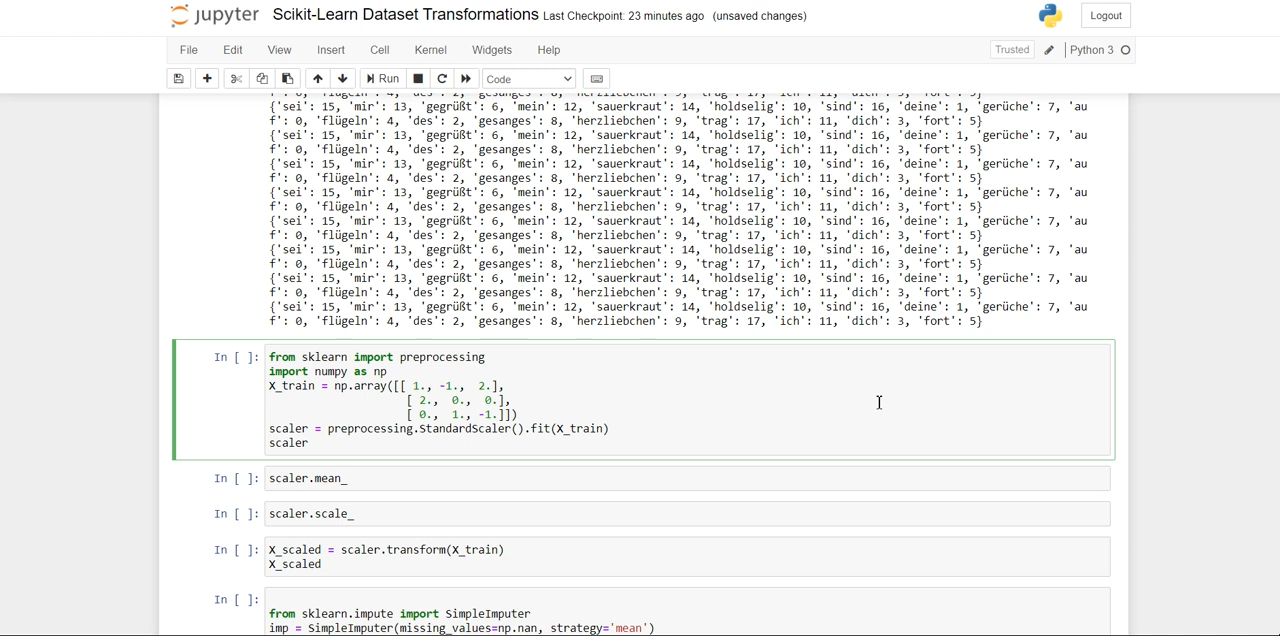 jupyter Scikit-Learn Dataset Transformations Last Checkpoint: 23 minutes ago (unsaved changes) Logout
File Edit View Insert Cell Kernel Widgets Help Trusted Python 3
Run Code
f': 0, 'flügeln': 4, 'des': 2, 'gesanges': 8, 'herzliebchen': 9, 'trag': 17, 'ich': 11, 'dich': 3, 'fort': 5}
{'sei': 15, 'mir': 13, 'gegrüßt': 6, 'mein': 12, 'sauerkraut': 14, 'holdselig': 10, 'sind': 16, 'deine': 1, 'gerüche': 7, 'au
f': 0, 'flügeln': 4, 'des': 2, 'gesanges': 8, 'herzliebchen': 9, 'trag': 17, 'ich': 11, 'dich': 3, 'fort': 5}
{'sei': 15, 'mir': 13, 'gegrüßt': 6, 'mein': 12, 'sauerkraut': 14, 'holdselig': 10, 'sind': 16, 'deine': 1, 'gerüche': 7, 'au
f': 0, 'flügeln': 4, 'des': 2, 'gesanges': 8, 'herzliebchen': 9, 'trag': 17, 'ich': 11, 'dich': 3, 'fort': 5}
{'sei': 15, 'mir': 13, 'gegrüßt': 6, 'mein': 12, 'sauerkraut': 14, 'holdselig': 10, 'sind': 16, 'deine': 1, 'gerüche': 7, 'au
f': 0, 'flügeln': 4, 'des': 2, 'gesanges': 8, 'herzliebchen': 9, 'trag': 17, 'ich': 11, 'dich': 3, 'fort': 5}
{'sei': 15, 'mir': 13, 'gegrüßt': 6, 'mein': 12, 'sauerkraut': 14, 'holdselig': 10, 'sind': 16, 'deine': 1, 'gerüche': 7, 'au
f': 0, 'flügeln': 4, 'des': 2, 'gesanges': 8, 'herzliebchen': 9, 'trag': 17, 'ich': 11, 'dich': 3, 'fort': 5}
{'sei': 15, 'mir': 13, 'gegrüßt': 6, 'mein': 12, 'sauerkraut': 14, 'holdselig': 10, 'sind': 16, 'deine': 1, 'gerüche': 7, 'au
f': 0, 'flügeln': 4, 'des': 2, 'gesanges': 8, 'herzliebchen': 9, 'trag': 17, 'ich': 11, 'dich': 3, 'fort': 5}
{'sei': 15, 'mir': 13, 'gegrüßt': 6, 'mein': 12, 'sauerkraut': 14, 'holdselig': 10, 'sind': 16, 'deine': 1, 'gerüche': 7, 'au
f': 0, 'flügeln': 4, 'des': 2, 'gesanges': 8, 'herzliebchen': 9, 'trag': 17, 'ich': 11, 'dich': 3, 'fort': 5}
{'sei': 15, 'mir': 13, 'gegrüßt': 6, 'mein': 12, 'sauerkraut': 14, 'holdselig': 10, 'sind': 16, 'deine': 1, 'gerüche': 7, 'au
f': 0, 'flügeln': 4, 'des': 2, 'gesanges': 8, 'herzliebchen': 9, 'trag': 17, 'ich': 11, 'dich': 3, 'fort': 5}
{'sei': 15, 'mir': 13, 'gegrüßt': 6, 'mein': 12, 'sauerkraut': 14, 'holdselig': 10, 'sind': 16, 'deine': 1, 'gerüche': 7, 'au
f': 0, 'flügeln': 4, 'des': 2, 'gesanges': 8, 'herzliebchen': 9, 'trag': 17, 'ich': 11, 'dich': 3, 'fort': 5}
In [ ]: from sklearn import preprocessing
import numpy as np
X_train = np.array([[ 1., -1., 2.],
[ 2., 0., 0.],
[ 0., 1., -1.]])
scaler = preprocessing.StandardScaler().fit(X_train)
scaler
In [ ]: scaler.mean_
In [ ]: scaler.scale_
In [ ]: X_scaled = scaler.transform(X_train)
X_scaled
In [ ]:
from sklearn.impute import SimpleImputer
imp = SimpleImputer(missing_values=np.nan, strategy='mean')